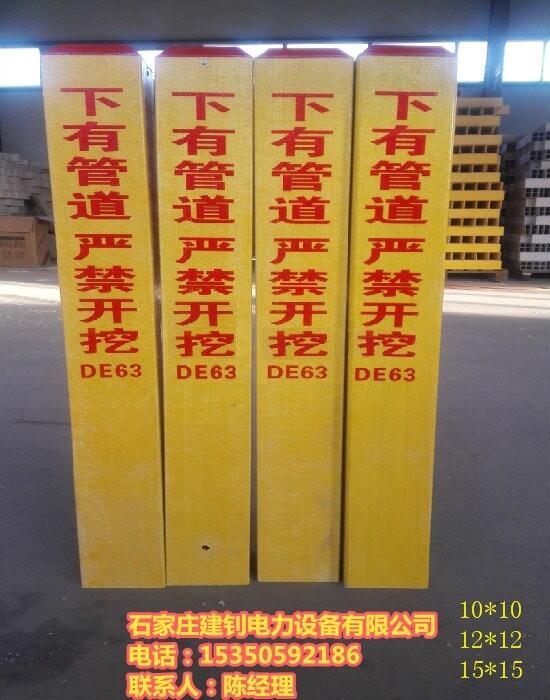 下有管道 严禁开挖
DE63
下有管道 严禁开挖
DE63
下有管道 严禁开挖
DE63
下有管道 严禁开挖
DE63
石家庄建钊电力设备有限公司
电话：15350592186
联系人：陈经理
10*10
12*12
15*15